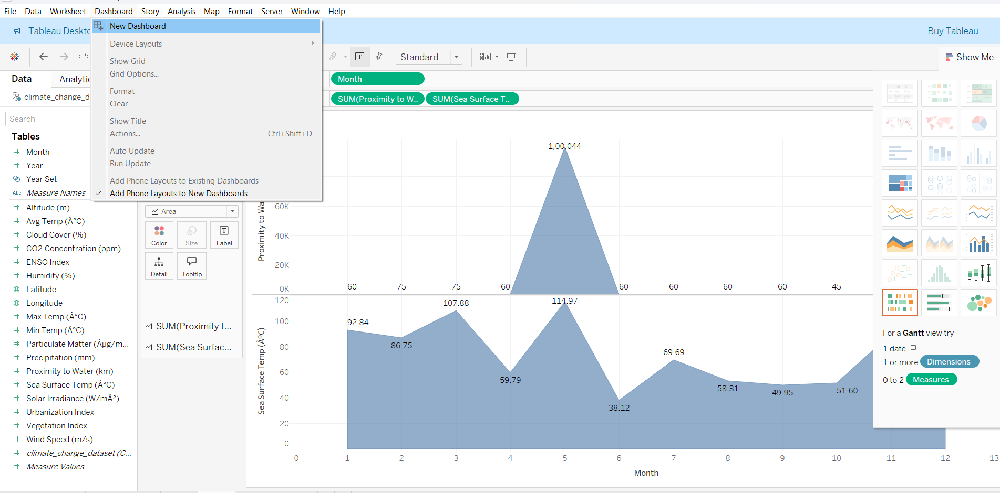 File Data Worksheet Dashboard Story Analysis Map Format Server Window Help
Tableau Deskto
Buy Tableau
New Dashboard
Device Layouts
Show Grid
Grid Options...
Format
Clear
Show Title
Actions... Ctrl+Shift+D
Auto Update
Run Update
Add Phone Layouts to Existing Dashboards
Add Phone Layouts to New Dashboards
Standard
Show Me
Data Analytic
climate_change_d
Search
Tables
Month
Year
Year Set
Abc Measure Names
Altitude (m)
Avg Temp (Â°C)
Cloud Cover (%)
CO2 Concentration (ppm)
ENSO Index
Humidity (%)
Latitude
Longitude
Max Temp (Â°C)
Min Temp (Â°C)
Particulate Matter (Âµg/m...
Precipitation (mm)
Proximity to Water (km)
Sea Surface Temp (Â°C)
Solar Irradiance (W/mÂ²)
Urbanization Index
Vegetation Index
Wind Speed (m/s)
climate_change_dataset (C...
Measure Values
Area
Color Size Label
Detail Tooltip
SUM(Proximity t...
SUM(Sea Surfac...
Month
SUM(Proximity to W.. SUM(Sea Surface T..
Proximity to Wa
60K
40K
20K
0K
1,00,044
60 75 75 60 60 60 60 60 45
Sea Surface Temp (Â°C)
120
100
80
60
40
20
0
92.84
86.75
107.88
59.79
114.97
38.12
69.69
53.31
49.95
51.60
0 1 2 3 4 5 6 7 8 9 10 11 12 13
Month
For a Gantt view try
1 date
1 or more Dimensions
0 to 2 Measures